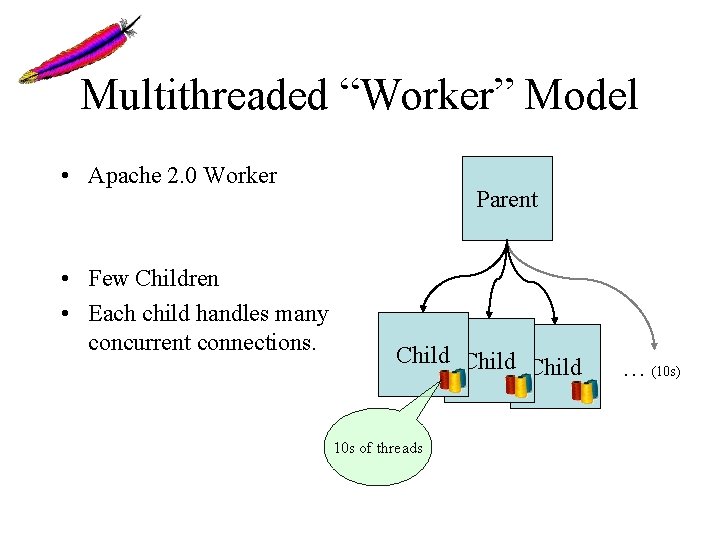 Multithreaded “Worker” Model
• Apache 2.0 Worker
• Few Children
• Each child handles many
concurrent connections.
Parent
Child
Child
Child
… (10s)
10s of threads